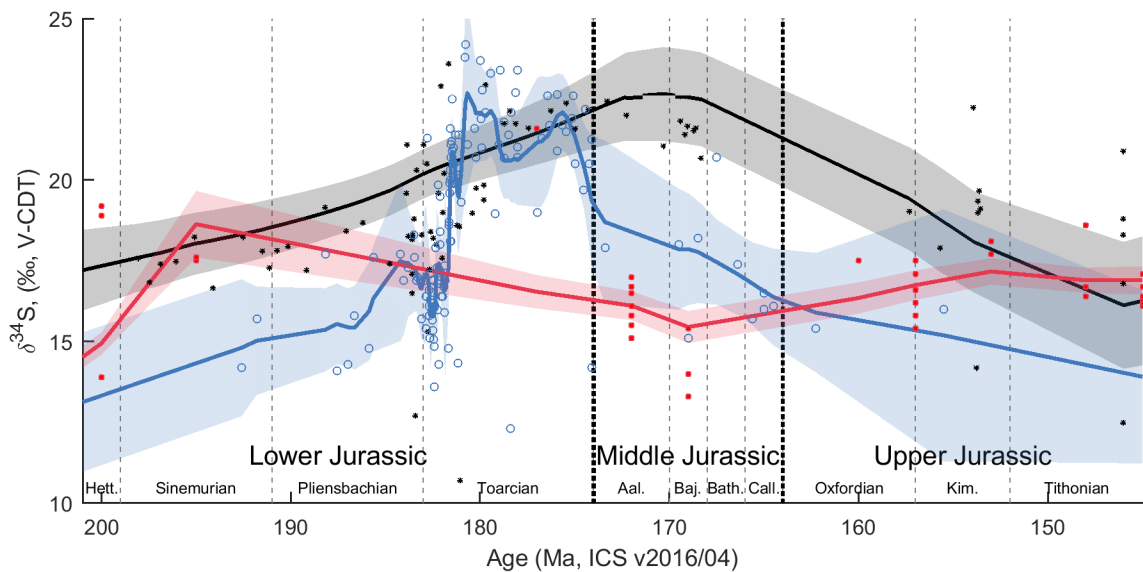 25
20
15
10
δ³⁴S, (‰, V-CDT)
Lower Jurassic Middle Jurassic Upper Jurassic
Hett. Sinemurian Pliensbachian Toarcian Aal. Baj. Bath. Call. Oxfordian Kim. Tithonian
200 190 180 170 160 150
Age (Ma, ICS v2016/04)